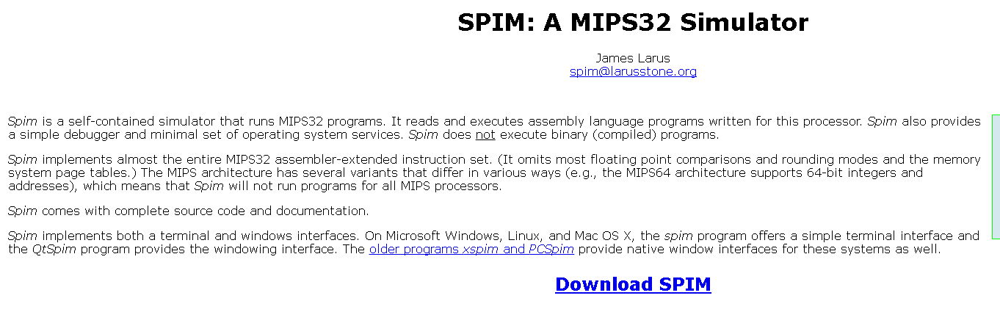 SPIM: A MIPS32 Simulator
James Larus
spim@larusstone.org
Spim is a self-contained simulator that runs MIPS32 programs. It reads and executes assembly language programs written for this processor. Spim also provides
a simple debugger and minimal set of operating system services. Spim does not execute binary (compiled) programs.
Spim implements almost the entire MIPS32 assembler-extended instruction set. (It omits most floating point comparisons and rounding modes and the memory
system page tables.) The MIPS architecture has several variants that differ in various ways (e.g., the MIPS64 architecture supports 64-bit integers and
addresses), which means that Spim will not run programs for all MIPS processors.
Spim comes with complete source code and documentation.
Spim implements both a terminal and windows interfaces. On Microsoft Windows, Linux, and Mac OS X, the spim program offers a simple terminal interface and
the QtSpim program provides the windowing interface. The older programs xspim and PCSpim provide native window interfaces for these systems as well.
Download SPIM